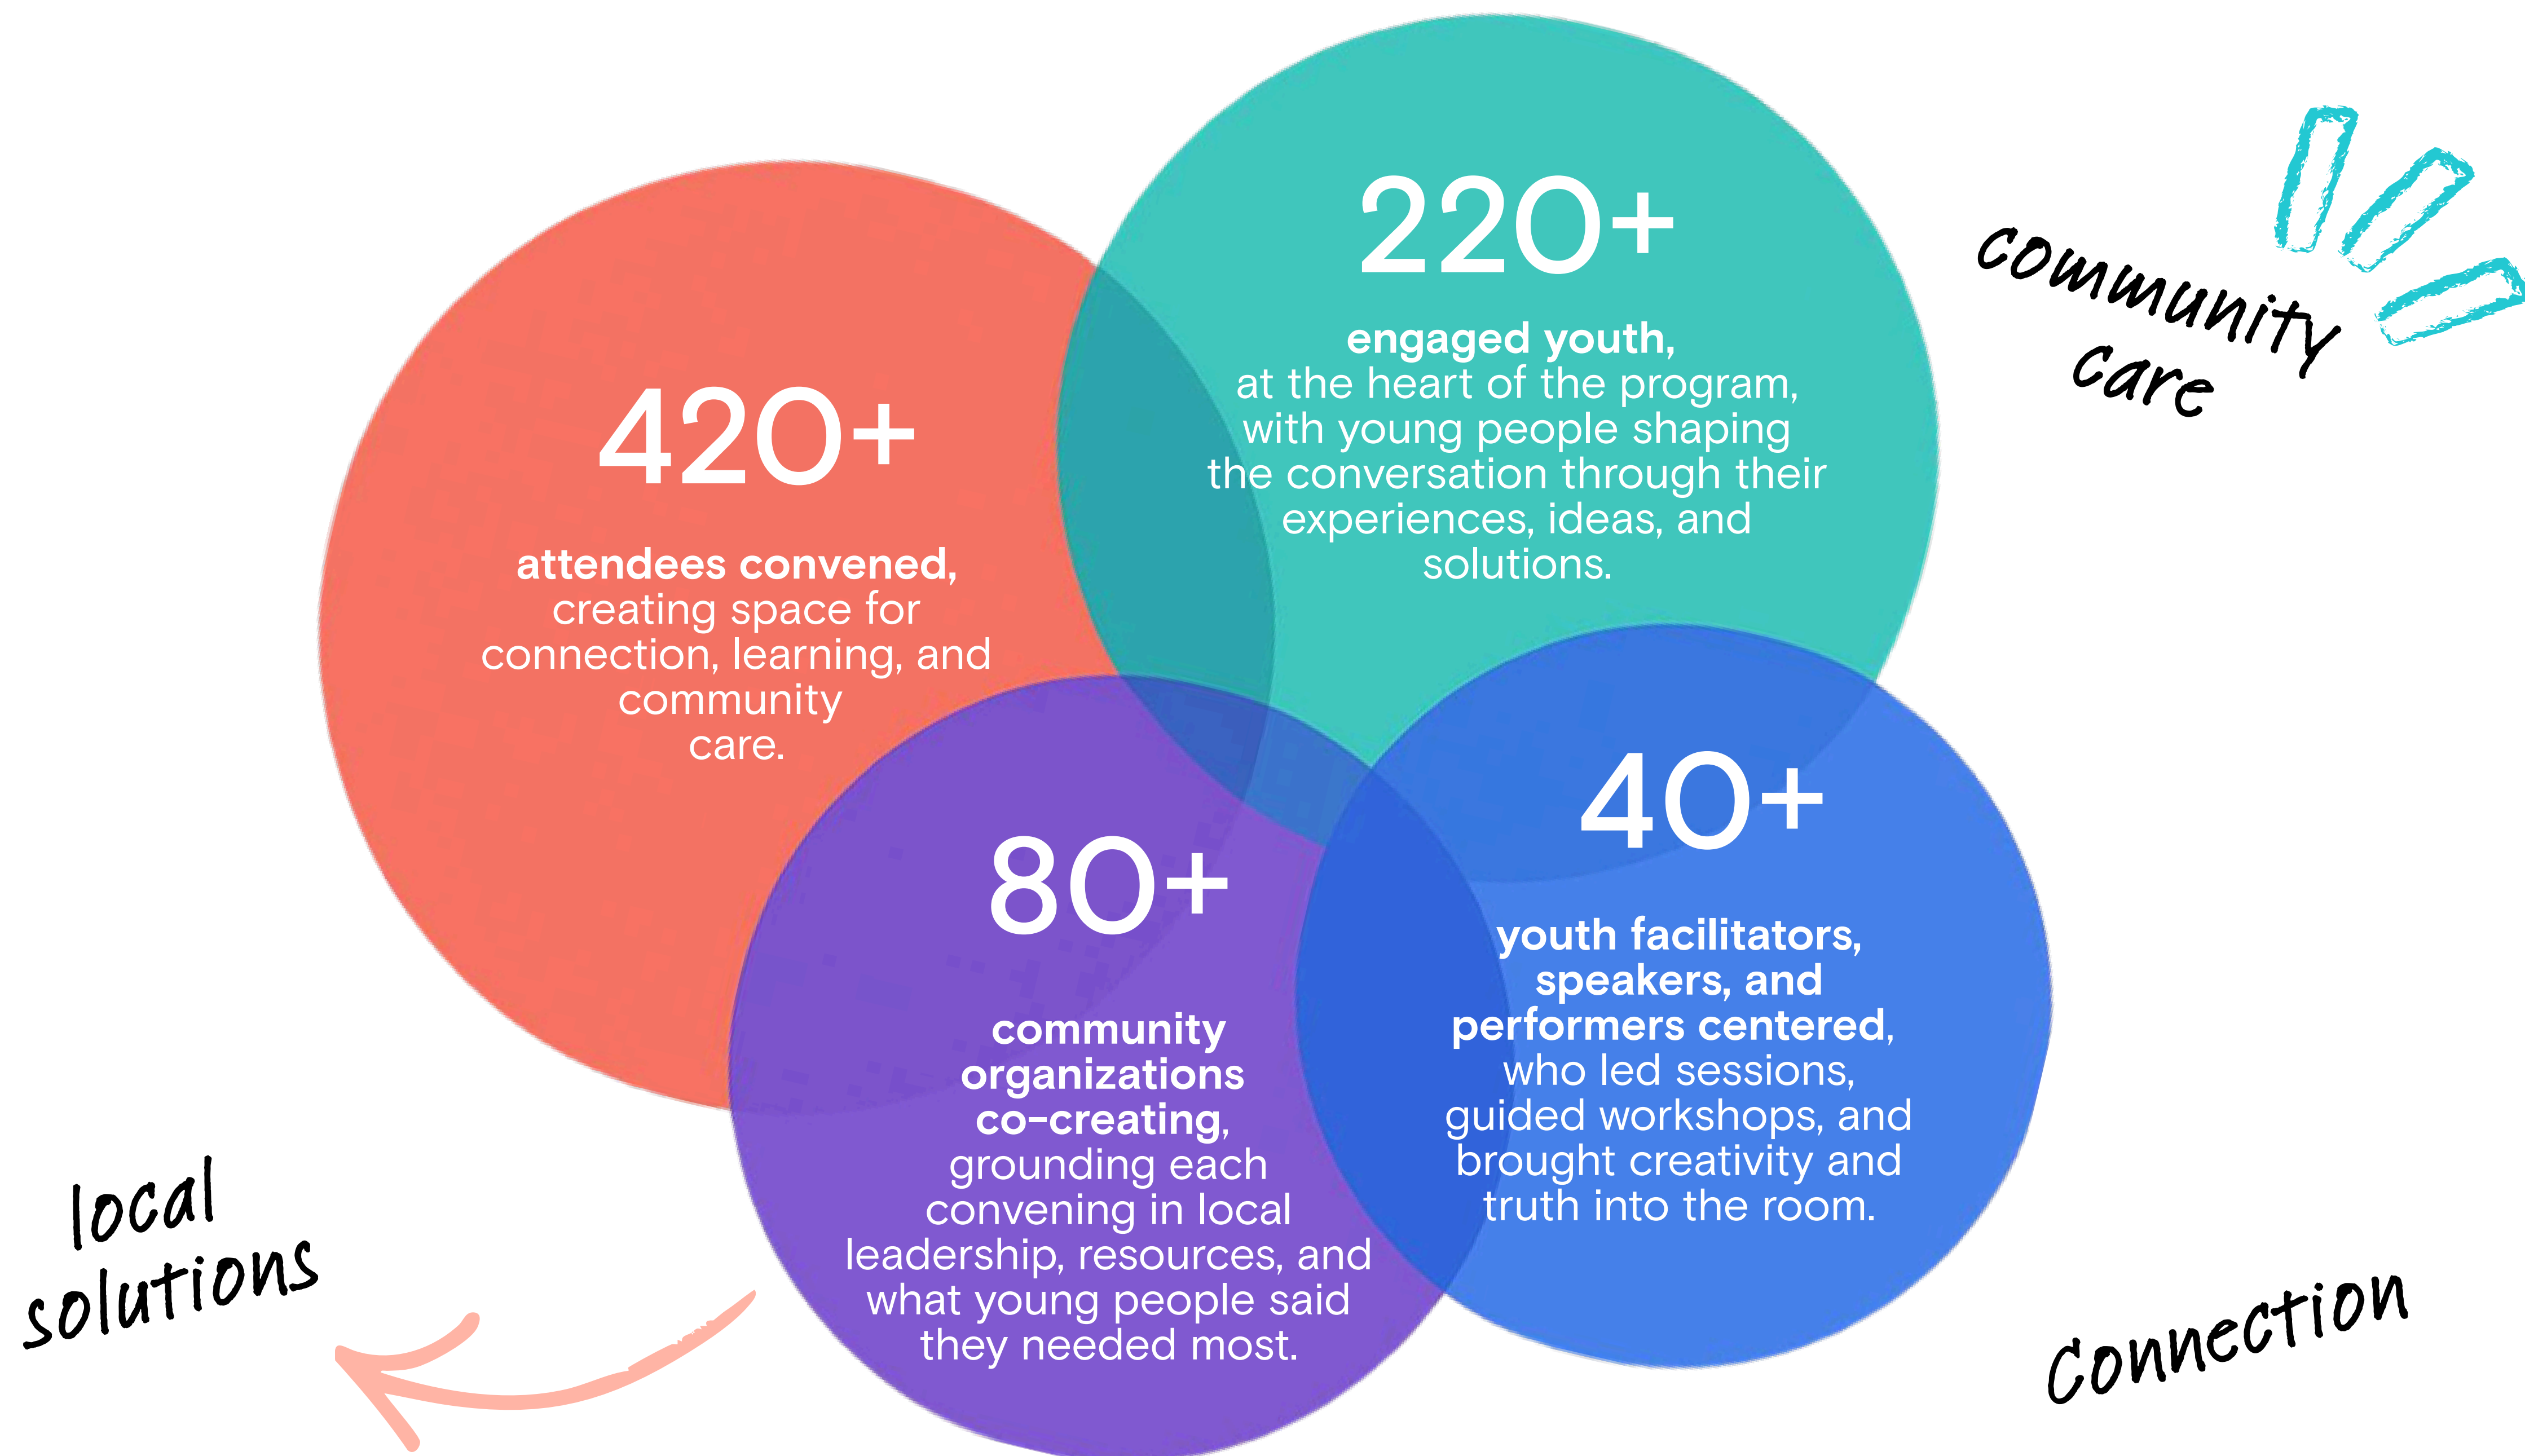 420+
attendees convened,
creating space for
connection, learning, and
community
care.
220+
engaged youth,
at the heart of the program,
with young people shaping
the conversation through their
experiences, ideas, and
solutions.
community
care
80+
community
organizations
co-creating,
grounding each
convening in local
leadership, resources, and
what young people said
they needed most.
40+
youth facilitators,
speakers, and
performers centered,
who led sessions,
guided workshops, and
brought creativity and
truth into the room.
local
solutions
Connection